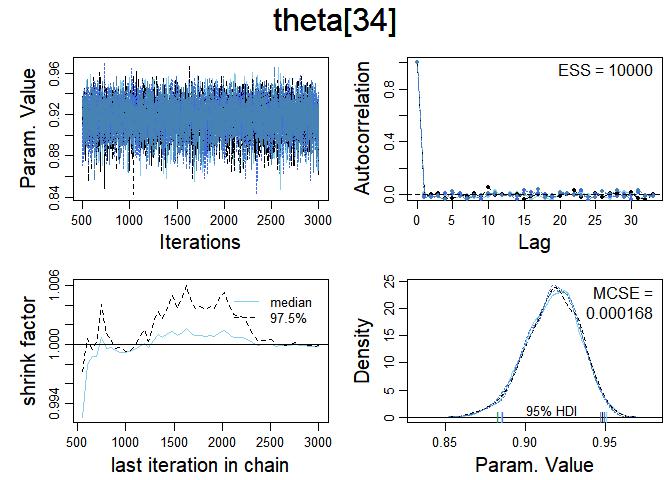 theta[34]
Param. Value
0.84 0.88 0.92 0.96
500 1000 1500 2000 2500 3000
Iterations
Autocorrelation
0.0 0.4 0.8
ESS = 10000
0 5 10 15 20 25 30
Lag
shrink factor
0.994 1.000 1.006
median
97.5%
500 1000 1500 2000 2500 3000
last iteration in chain
Density
0 5 10 15 20 25
MCSE =
0.000168
95% HDI
0.85 0.90 0.95
Param. Value